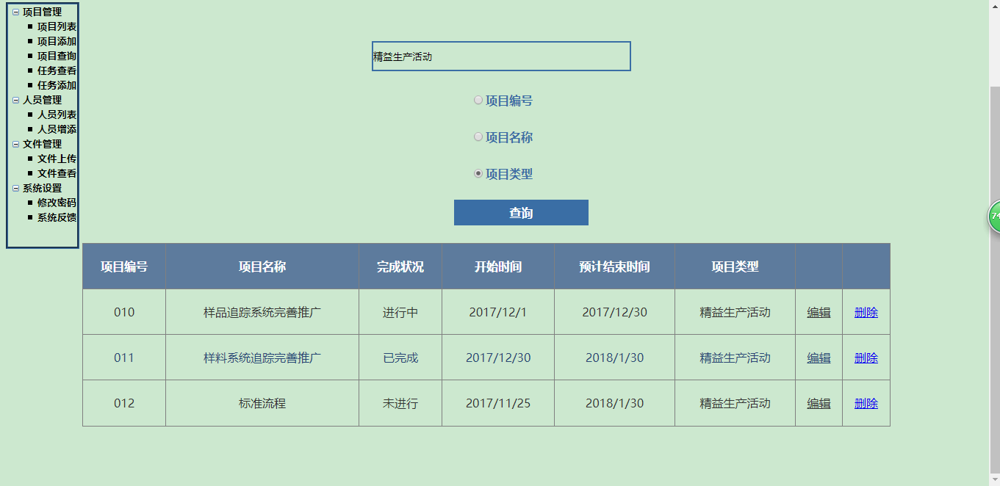 项目管理
项目列表
项目添加
项目查询
任务查看
任务添加
人员管理
人员列表
人员增添
文件管理
文件上传
文件查看
系统设置
修改密码
系统反馈
精益生产活动
项目编号
项目名称
项目类型
查询
项目编号 项目名称 完成状况 开始时间 预计结束时间 项目类型
010 样品追踪系统完善推广 进行中 2017/12/1 2017/12/30 精益生产活动 编辑 删除
011 样料系统追踪完善推广 已完成 2017/12/30 2018/1/30 精益生产活动 编辑 删除
012 标准流程 未进行 2017/11/25 2018/1/30 精益生产活动 编辑 删除